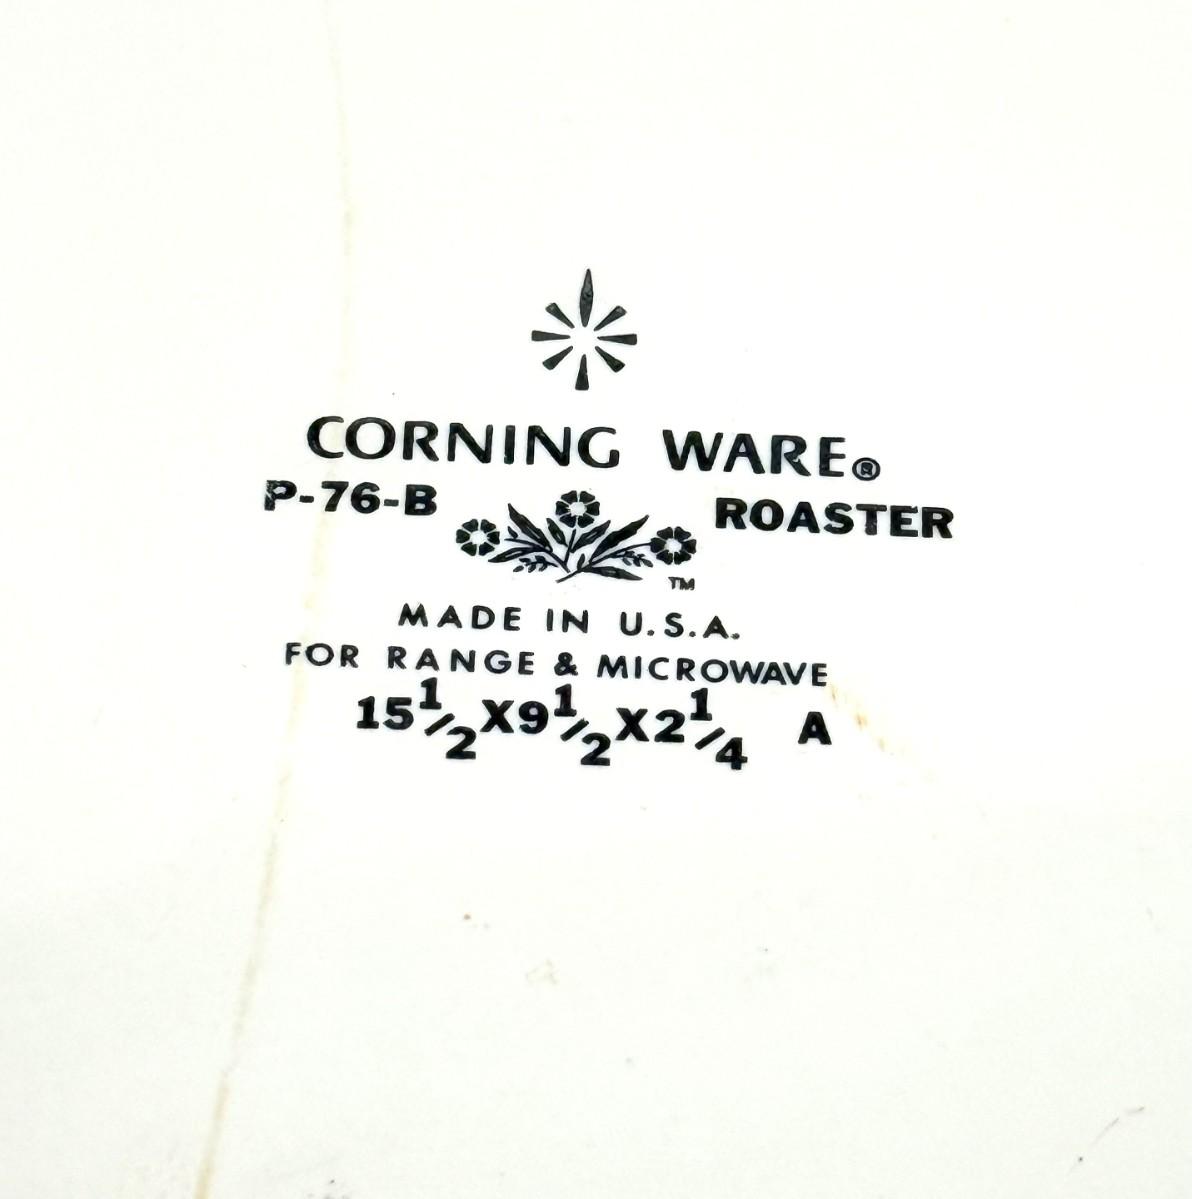 CORNING WARE®
P-76-B ROASTER
TM
MADE IN U.S.A.
FOR RANGE & MICROWAVE
15 1/2 X 9 1/2 X 2 1/4 A